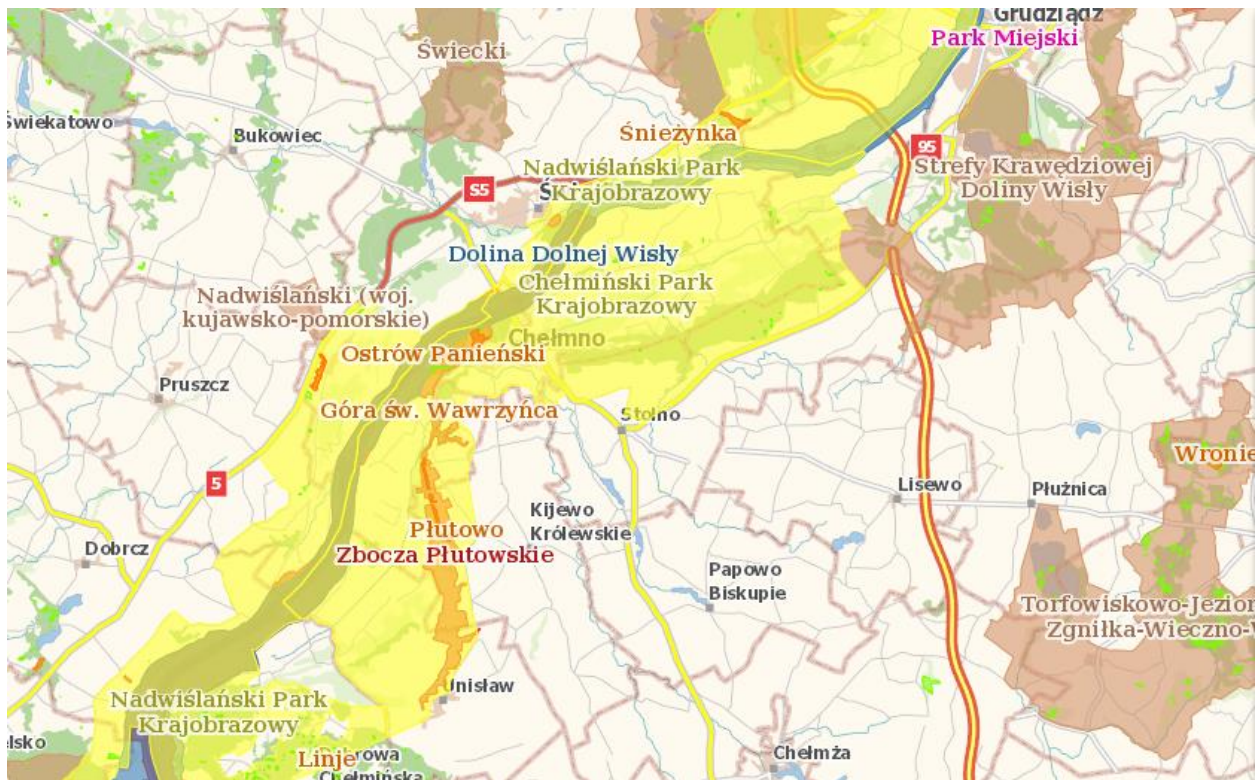 Grudziądz
Park Miejski
Świecki
Świekatowo
Bukowiec
Śnieżynka
Nadwiślański Park
Krajobrazowy
95
Strefy Krawędziowej
Doliny Wisły
S5
Dolina Dolnej Wisły
Chełmiński Park
Krajobrazowy
Nadwiślański (woj.
kujawsko-pomorskie)
Chełmno
Ostrów Panieński
Pruszcz
Góra św. Wawrzyńca
Stolno
Wronie
5
Lisewo
Płużnica
Kijewo
Królewskie
Płutowo
Zbocza Płutowskie
Dobrcz
Papowo
Biskupie
Torfowiskowo-Jezior
Zgniłka-Wieczno-W
Unisław
Nadwiślański Park
Krajobrazowy
elsko
Linje
Chełmża
Chełmińska